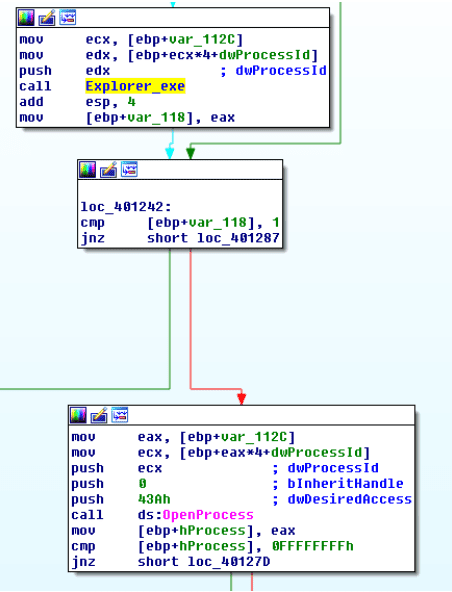 mov ecx, [ebp+var_112C]
mov edx, [ebp+ecx*4+dwProcessId]
push edx ; dwProcessId
call Explorer_exe
add esp, 4
mov [ebp+var_118], eax
loc_401242:
cmp [ebp+var_118], 1
jnz short loc_401287
mov eax, [ebp+var_112C]
mov ecx, [ebp+eax*4+dwProcessId]
push ecx ; dwProcessId
push 0 ; bInheritHandle
push 43Ah ; dwDesiredAccess
call ds:OpenProcess
mov [ebp+hProcess], eax
cmp [ebp+hProcess], 0FFFFFFFFh
jnz short loc_40127D